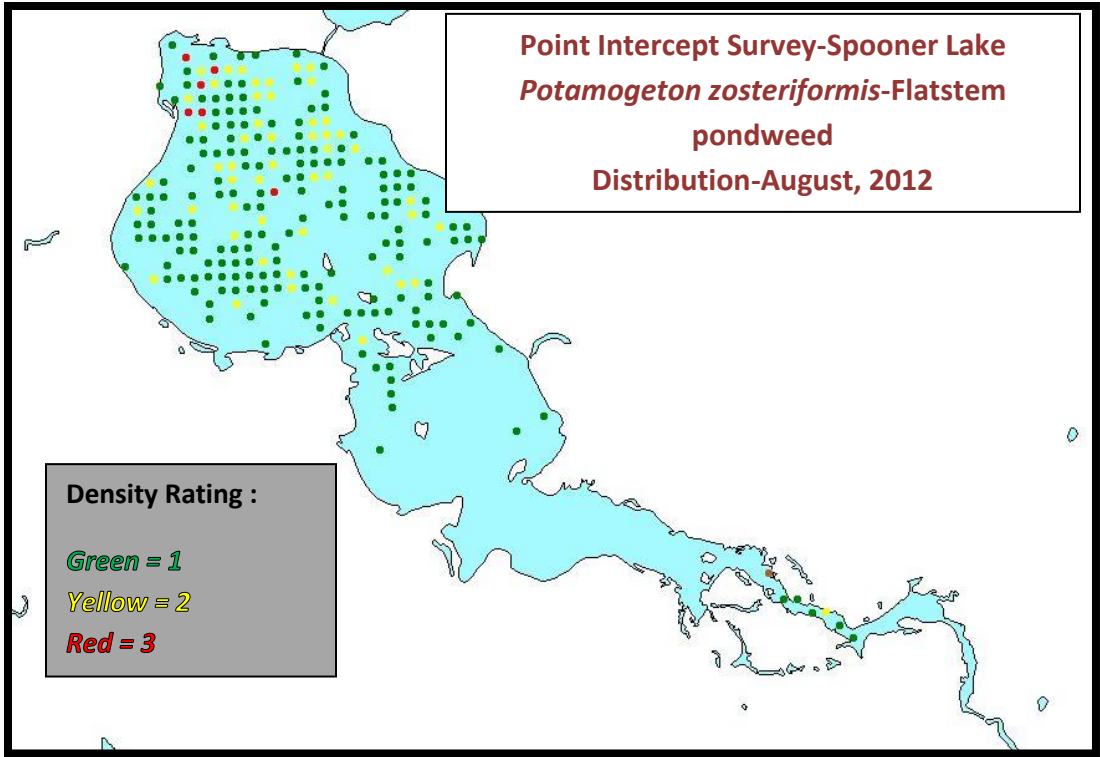 Point Intercept Survey-Spooner Lake
Potamogeton zosteriformis-Flatstem
pondweed
Distribution-August, 2012
Density Rating :
Green = 1
Yellow = 2
Red = 3